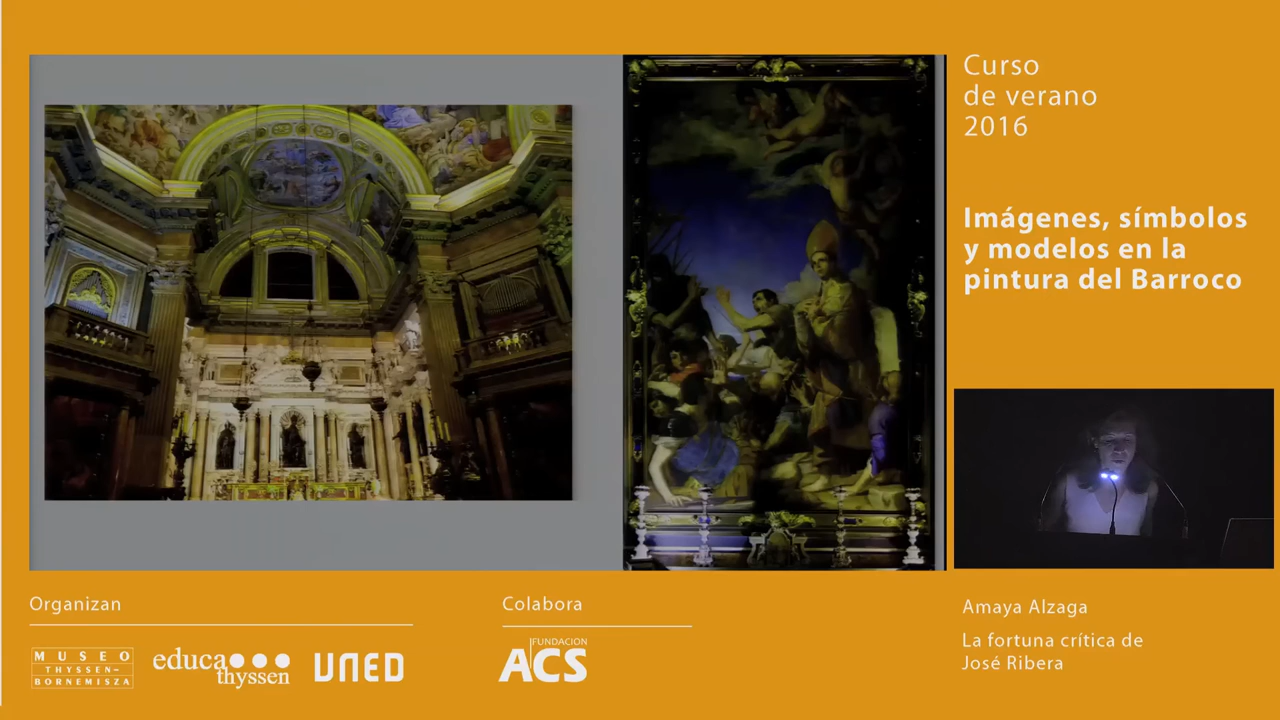 Curso
de verano
2016
Imágenes, símbolos
y modelos en la
pintura del Barroco
Organizan
MUSEO
THYSSEN-
BORNEMISZA
educa
thyssen
UNED
Colabora
FUNDACION
ACS
Amaya Alzaga
La fortuna crítica de
José Ribera